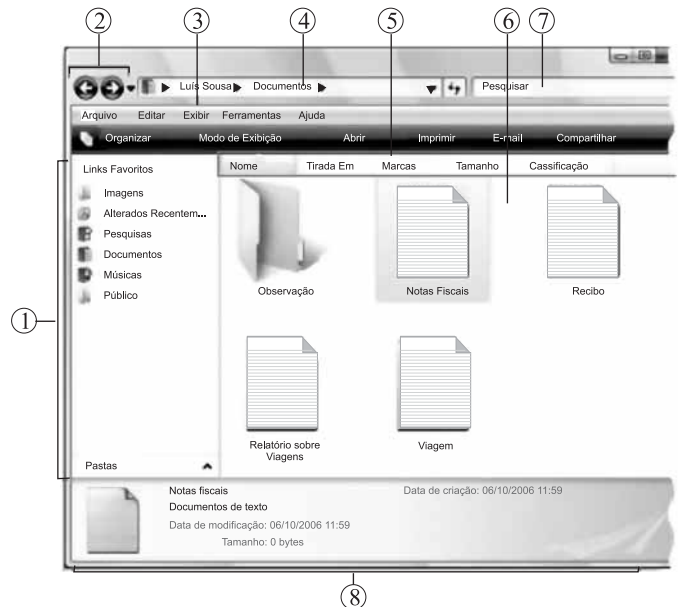 ② ③ ④ ⑤ ⑥ ⑦
Luís Sousa Documentos Pesquisar
Arquivo Editar Exibir Ferramentas Ajuda
Organizar Modo de Exibição Abrir Imprimir E-mail Compartilhar
Links Favoritos
Imagens
Alterados Recentem...
Pesquisas
Documentos
Músicas
Público
Pastas
①
Nome Tirada Em Marcas Tamanho Classificação
Observação Notas Fiscais Recibo
Relatório sobre
Viagens
Viagem
Notas fiscais
Data de criação: 06/10/2006 11:59
Documentos de texto
Data de modificação: 06/10/2006 11:59
Tamanho: 0 bytes
⑧